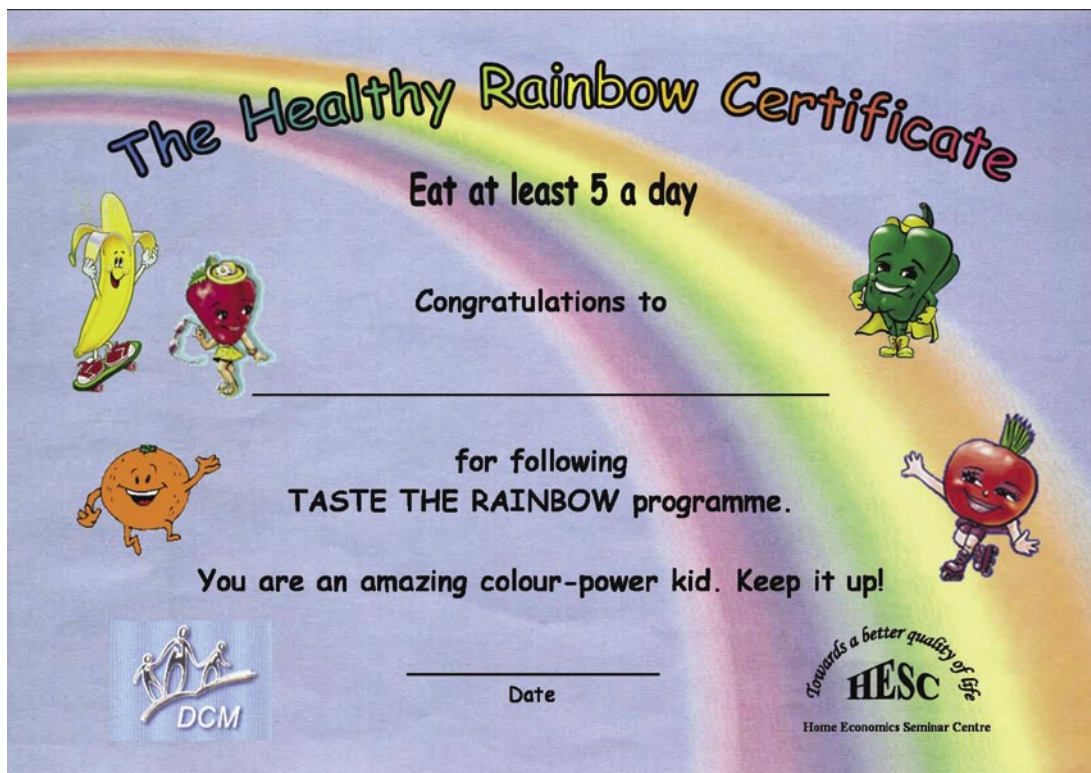 The Healthy Rainbow Certificate
Eat at least 5 a day
Congratulations to
for following
TASTE THE RAINBOW programme.
You are an amazing colour-power kid. Keep it up!
DCM
Date
Towards a better quality of life
HESC
Home Economics Seminar Centre